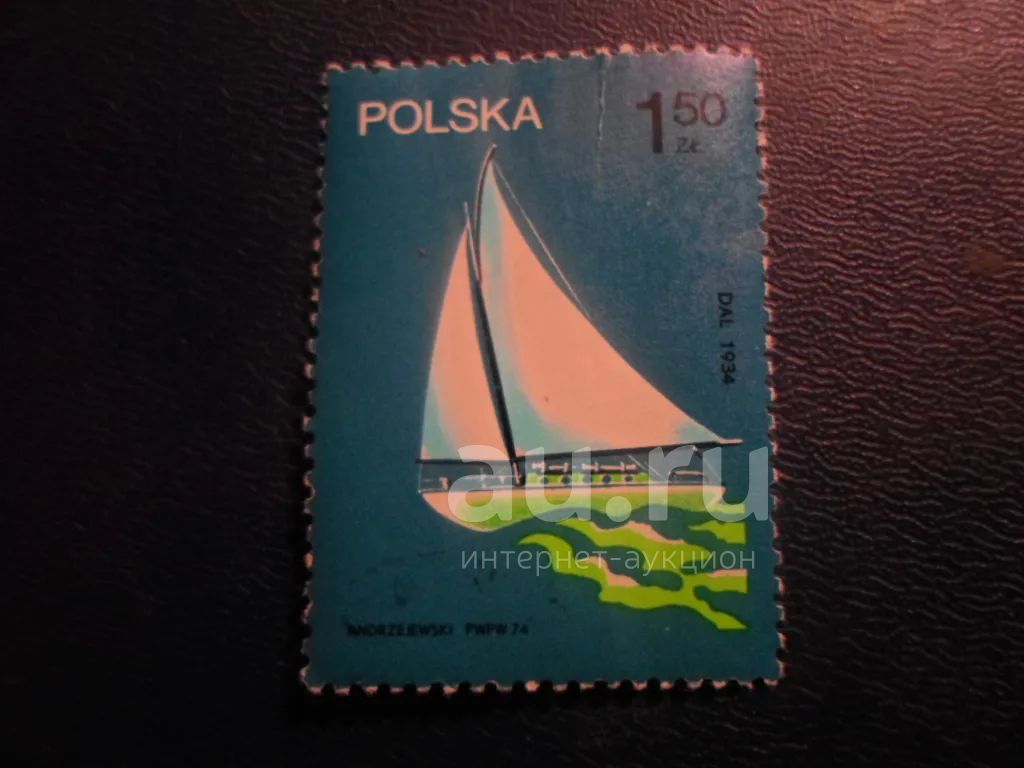 POLSKA
1 50
ZŁ
DAL 1934
au.ru
интернет-аукцион
ANDRZEJEWSKI PWPW 74